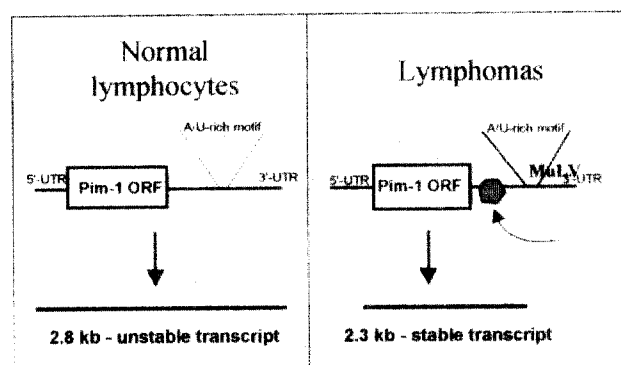 Normal
lymphocytes
A/U-rich motif
5'-UTR
Pim-1 ORF
3'-UTR
2.8 kb - unstable transcript
Lymphomas
A/U-rich motif
MuLV
5'-UTR
Pim-1 ORF
3'-UTR
2.3 kb - stable transcript